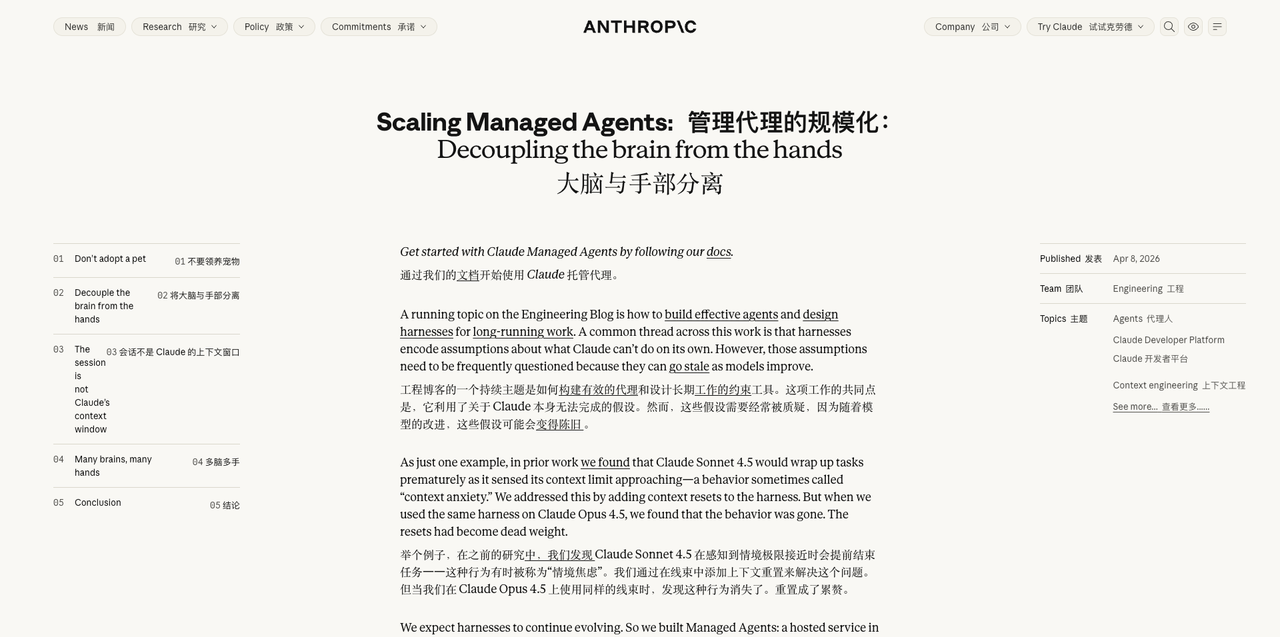 News 新闻
Research 研究
Policy 政策
Commitments 承诺
ANTHROP\C
Company 公司
Try Claude 试试克劳德
Scaling Managed Agents: 管理代理的规模化：
Decoupling the brain from the hands
大脑与手部分离
01 Don't adopt a pet 01 不要领养宠物
02 Decouple the brain from the hands 02 将大脑与手部分离
03 The session is not Claude's context window 03 会话不是 Claude 的上下文窗口
04 Many brains, many hands 04 多脑多手
05 Conclusion 05 结论
Get started with Claude Managed Agents by following our docs.
通过我们的文档开始使用 Claude 托管代理。
A running topic on the Engineering Blog is how to build effective agents and design
harnesses for long-running work. A common thread across this work is that harnesses
encode assumptions about what Claude can't do on its own. However, those assumptions
need to be frequently questioned because they can go stale as models improve.
工程博客的一个持续主题是如何构建有效的代理和设计长期工作的约束工具。这项工作的共同点
是，它利用了关于 Claude 本身无法完成的假设。然而，这些假设需要经常被质疑，因为随着模
型的改进，这些假设可能会变得陈旧 。
As just one example, in prior work we found that Claude Sonnet 4.5 would wrap up tasks
prematurely as it sensed its context limit approaching—a behavior sometimes called
“context anxiety.” We addressed this by adding context resets to the harness. But when we
used the same harness on Claude Opus 4.5, we found that the behavior was gone. The
resets had become dead weight.
举个例子，在之前的研究中，我们发现 Claude Sonnet 4.5 在感知到情境极限接近时会提前结束
任务——这种行为有时被称为“情境焦虑”。我们通过在线束中添加上下文重置来解决这个问题。
但当我们在 Claude Opus 4.5 上使用同样的线束时，发现这种行为消失了。重置成了累赘。
We expect harnesses to continue evolving. So we built Managed Agents: a hosted service in
Published 发表 Apr 8, 2026
Team 团队 Engineering 工程
Topics 主题 Agents 代理人
Claude Developer Platform
Claude 开发者平台
Context engineering 上下文工程
See more... 查看更多......